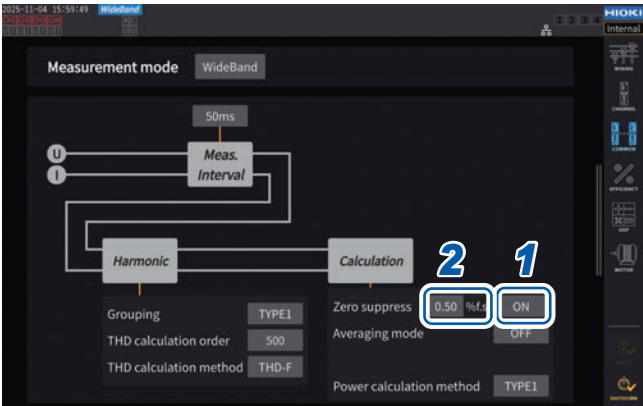 2025-11-04 15:59:49 WideBand
HIOKI
Internal
Measurement mode WideBand
WIRING
CHANNEL
COMMON
EFFICIENCY
UDF
MOTOR
SHUTDOWN
50ms
U
I
Meas.
Interval
Harmonic
Calculation
2 1
Grouping TYPE1
THD calculation order 500
THD calculation method THD-F
Zero suppress 0.50 %f.s ON
Averaging mode OFF
Power calculation method TYPE1